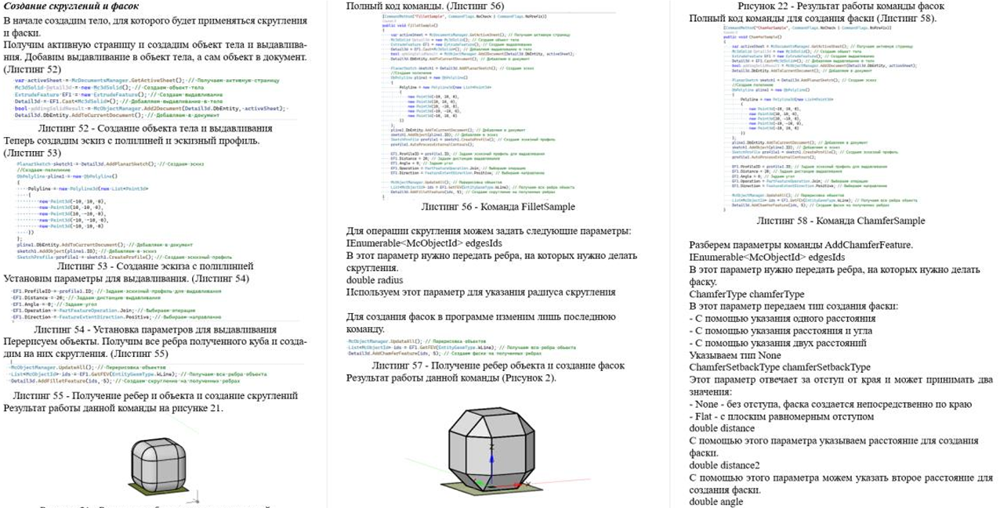 Создание скруглений и фасок
В начале создадим тело, для которого будет применяться скругления
и фаски.
Получим активную страницу и создадим объект тела и выдавлива-
ния. Добавим выдавливание в объект тела, а сам объект в документ.
(Листинг 52)
var activeSheet = McDocumentsManager.GetActiveSheet(); // Получаем активную страницу
Mc3dSolid Detail3d = new Mc3dSolid(); // Создаем объект тела
ExtrudeFeature EF1 = new ExtrudeFeature(); // Создаем выдавливание
Detail3d = EF1.Cast<Mc3dSolid>(); // Добавляем выдавливание в тело
bool addingSolidResult = McObjectManager.Add2Document(Detail3d.DbEntity, activeSheet);
Detail3d.DbEntity.AddToCurrentDocument(); // Добавляем в документ
Листинг 52 - Создание объекта тела и выдавливания
Теперь создадим эскиз с полилиней и эскизный профиль.
(Листинг 53)
PlanarSketch sketch1 = Detail3d.AddPlanarSketch(); // Создаем эскиз
//Создаем полилинию
DbPolyline pline1 = new DbPolyline()
{
Polyline = new Polyline3d(new List<Point3d>
{
new Point3d(-10, 10, 0),
new Point3d(10, 10, 0),
new Point3d(10, -10, 0),
new Point3d(-10, -10, 0),
new Point3d(-10, 10, 0)
})
};
pline1.DbEntity.AddToCurrentDocument(); // Добавляем в документ
sketch1.AddObject(pline1.ID); // Добавляем в эскиз
SketchProfile profile1 = sketch1.CreateProfile(); // Создаем эскизный профиль
Листинг 53 - Создание эскиза с полилинией
Установим параметры для выдавливания. (Листинг 54)
EF1.ProfileID = profile1.ID; // Задаем эскизный профиль для выдавливания
EF1.Distance = 20; // Задаем дистанцию выдавливания
EF1.Angle = 0; // Задаем угол
EF1.Operation = PartFeatureOperation.Join; // Выбираем операцию
EF1.Direction = FeatureExtentDirection.Positive; // Выбираем направление
Листинг 54 - Установка параметров для выдавливания
Перерисуем объекты. Получим все ребра полученного куба и созда-
дим на них скругления. (Листинг 55)
McObjectManager.UpdateAll(); // Перерисовка объектов
List<McObjectId> ids = EF1.GetFEV(EntityGeomType.kLine); // Получаем все ребра объекта
Detail3d.AddFilletFeature(ids, 5); // Создаем скругление на полученных ребрах
Листинг 55 - Получение ребер и объекта и создание скруглений
Результат работы данной команды на рисунке 21.
Полный код команды. (Листинг 56)
[CommandMethod("FilletSample", CommandFlags.NoCheck | CommandFlags.NoPrefix)]
public void FilletSample()
{
var activeSheet = McDocumentsManager.GetActiveSheet(); // Получаем активную страницу
Mc3dSolid Detail3d = new Mc3dSolid(); // Создаем объект тела
ExtrudeFeature EF1 = new ExtrudeFeature(); // Создаем выдавливание
Detail3d = EF1.Cast<Mc3dSolid>(); // Добавляем выдавливание в тело
bool addingSolidResult = McObjectManager.Add2Document(Detail3d.DbEntity, activeSheet);
Detail3d.DbEntity.AddToCurrentDocument(); // Добавляем в документ
PlanarSketch sketch1 = Detail3d.AddPlanarSketch(); // Создаем эскиз
//Создаем полилинию
DbPolyline pline1 = new DbPolyline()
{
Polyline = new Polyline3d(new List<Point3d>
{
new Point3d(-10, 10, 0),
new Point3d(10, 10, 0),
new Point3d(10, -10, 0),
new Point3d(-10, -10, 0),
new Point3d(-10, 10, 0)
})
};
pline1.DbEntity.AddToCurrentDocument(); // Добавляем в документ
sketch1.AddObject(pline1.ID); // Добавляем в эскиз
SketchProfile profile1 = sketch1.CreateProfile(); // Создаем эскизный профиль
profile1.AutoProcessExternalContours();
EF1.ProfileID = profile1.ID; // Задаем эскизный профиль для выдавливания
EF1.Distance = 20; // Задаем дистанцию выдавливания
EF1.Angle = 0; // Задаем угол
EF1.Operation = PartFeatureOperation.Join; // Выбираем операцию
EF1.Direction = FeatureExtentDirection.Positive; // Выбираем направление
McObjectManager.UpdateAll(); // Перерисовка объектов
List<McObjectId> ids = EF1.GetFEV(EntityGeomType.kLine); // Получаем все ребра объекта
Detail3d.AddFilletFeature(ids, 5); // Создаем скругление на полученных ребрах
}
Листинг 56 - Команда FilletSample
Для операции скругления можем задать следующие параметры:
IEnumerable<McObjectId> edgesIds
В этот параметр нужно передать ребра, на которых нужно делать
скругления.
double radius
Используем этот параметр для указания радиуса скругления
Для создания фасок в программе изменим лишь последнюю
команду.
McObjectManager.UpdateAll(); // Перерисовка объектов
List<McObjectId> ids = EF1.GetFEV(EntityGeomType.kLine); // Получаем все ребра объекта
Detail3d.AddChamferFeature(ids, 5); // Создаем фаски на полученных ребрах
Листинг 57 - Получение ребер объекта и создание фасок
Результат работы данной команды (Рисунок 2).
Z
X
Рисунок 22 - Результат работы команды фасок
Полный код команды для создания фаски (Листинг 58).
[CommandMethod("ChamferSample", CommandFlags.NoCheck | CommandFlags.NoPrefix)]
public void ChamferSample()
{
var activeSheet = McDocumentsManager.GetActiveSheet(); // Получаем активную страницу
Mc3dSolid Detail3d = new Mc3dSolid(); // Создаем объект тела
ExtrudeFeature EF1 = new ExtrudeFeature(); // Создаем выдавливание
Detail3d = EF1.Cast<Mc3dSolid>(); // Добавляем выдавливание в тело
bool addingSolidResult = McObjectManager.Add2Document(Detail3d.DbEntity, activeSheet);
Detail3d.DbEntity.AddToCurrentDocument(); // Добавляем в документ
PlanarSketch sketch1 = Detail3d.AddPlanarSketch(); // Создаем эскиз
//Создаем полилинию
DbPolyline pline1 = new DbPolyline()
{
Polyline = new Polyline3d(new List<Point3d>
{
new Point3d(-10, 10, 0),
new Point3d(10, 10, 0),
new Point3d(10, -10, 0),
new Point3d(-10, -10, 0),
new Point3d(-10, 10, 0)
})
};
pline1.DbEntity.AddToCurrentDocument(); // Добавляем в документ
sketch1.AddObject(pline1.ID); // Добавляем в эскиз
SketchProfile profile1 = sketch1.CreateProfile(); // Создаем эскизный профиль
profile1.AutoProcessExternalContours();
EF1.ProfileID = profile1.ID; // Задаем эскизный профиль для выдавливания
EF1.Distance = 20; // Задаем дистанцию выдавливания
EF1.Angle = 0; // Задаем угол
EF1.Operation = PartFeatureOperation.Join; // Выбираем операцию
EF1.Direction = FeatureExtentDirection.Positive; // Выбираем направление
McObjectManager.UpdateAll(); // Перерисовка объектов
List<McObjectId> ids = EF1.GetFEV(EntityGeomType.kLine); // Получаем все ребра объекта
Detail3d.AddChamferFeature(ids, 5); // Создаем фаски на полученных ребрах
}
Листинг 58 - Команда ChamferSample
Разберем параметры команды AddChamferFeature.
IEnumerable<McObjectId> edgesIds
В этот параметр нужно передать ребра, на которых нужно делать
фаску.
ChamferType chamferType
В этот параметр передаем тип создания фаски:
- С помощью указания одного расстояния
- С помощью указания расстояния и угла
- С помощью указания двух расстояний
Указываем тип None
ChamferSetbackType chamferSetbackType
Этот параметр отвечает за отступ от края и может принимать два
значения:
- None - без отступа, фаска создается непосредственно по краю
- Flat - с плоским равномерным отступом
double distance
С помощью этого параметра указываем расстояние для создания
фаски.
double distance2
С помощью этого параметра можем указать второе расстояние для
создания фаски.
double angle